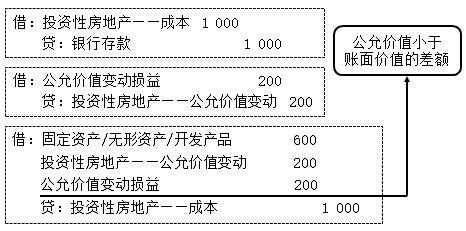 借：投资性房地产——成本 1 000
贷：银行存款 1 000
公允价值小于
账面价值的差额
借：公允价值变动损益 200
贷：投资性房地产——公允价值变动 200
借：固定资产/无形资产/开发产品 600
投资性房地产——公允价值变动 200
公允价值变动损益 200
贷：投资性房地产——成本 1 000